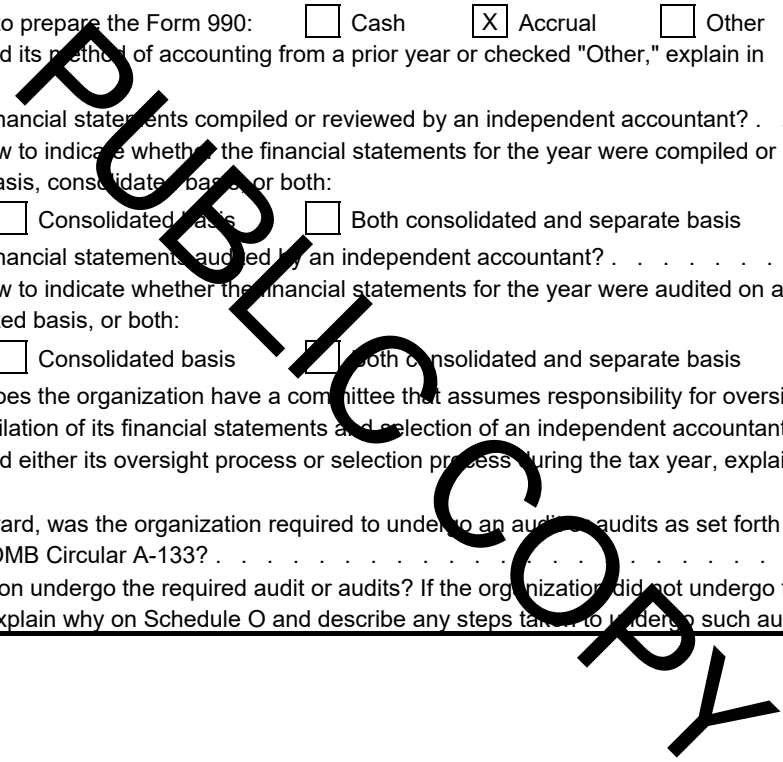 to prepare the Form 990: Cash X Accrual Other
d its method of accounting from a prior year or checked "Other," explain in
nancial statements compiled or reviewed by an independent accountant? .
w to indicate whether the financial statements for the year were compiled or
asis, consolidated basis, or both:
Consolidated basis Both consolidated and separate basis
nancial statements audited by an independent accountant? . . . . . . .
w to indicate whether the financial statements for the year were audited on a
ted basis, or both:
Consolidated basis Both consolidated and separate basis
oes the organization have a committee that assumes responsibility for oversi
ilation of its financial statements and selection of an independent accountant
d either its oversight process or selection process during the tax year, explai
ard, was the organization required to undergo an audit or audits as set forth
OMB Circular A-133? . . . . . . . . . . . . . . . . . . . . . .
on undergo the required audit or audits? If the organization did not undergo
xplain why on Schedule O and describe any steps taken to undergo such au
PUBLIC COPY